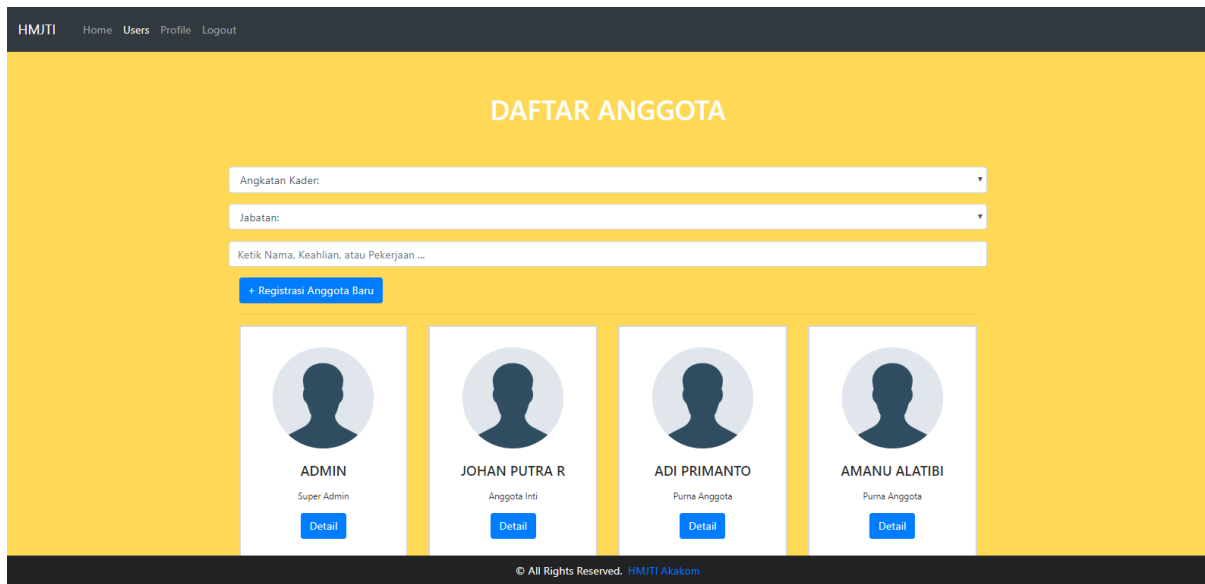 HMJTI Home Users Profile Logout
DAFTAR ANGGOTA
Angkatan Kader:
Jabatan:
Ketik Nama, Keahlian, atau Pekerjaan ...
+ Registrasi Anggota Baru
ADMIN
Super Admin
Detail
JOHAN PUTRA R
Anggota Inti
Detail
ADI PRIMANTO
Purna Anggota
Detail
AMANU ALATIBI
Purna Anggota
Detail
© All Rights Reserved. HMJTI Akakom